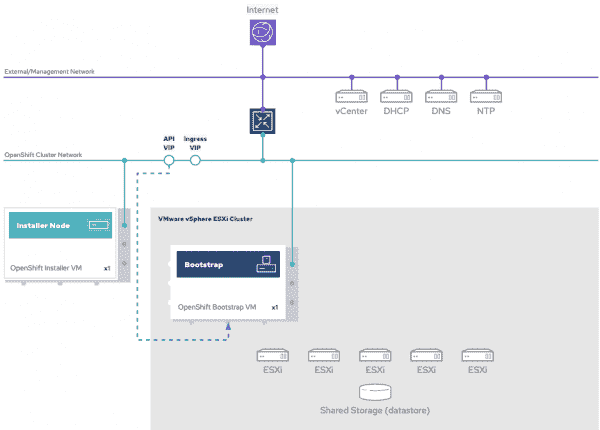 Internet
External/Management Network
vCenter
DHCP
DNS
NTP
API
VIP
Ingress
VIP
OpenShift Cluster Network
Installer Node
OpenShift Installer VM
x1
VMware vSphere ESXi Cluster
Bootstrap
OpenShift Bootstrap VM
x1
ESXi
ESXi
ESXi
ESXi
ESXi
Shared Storage (datastore)